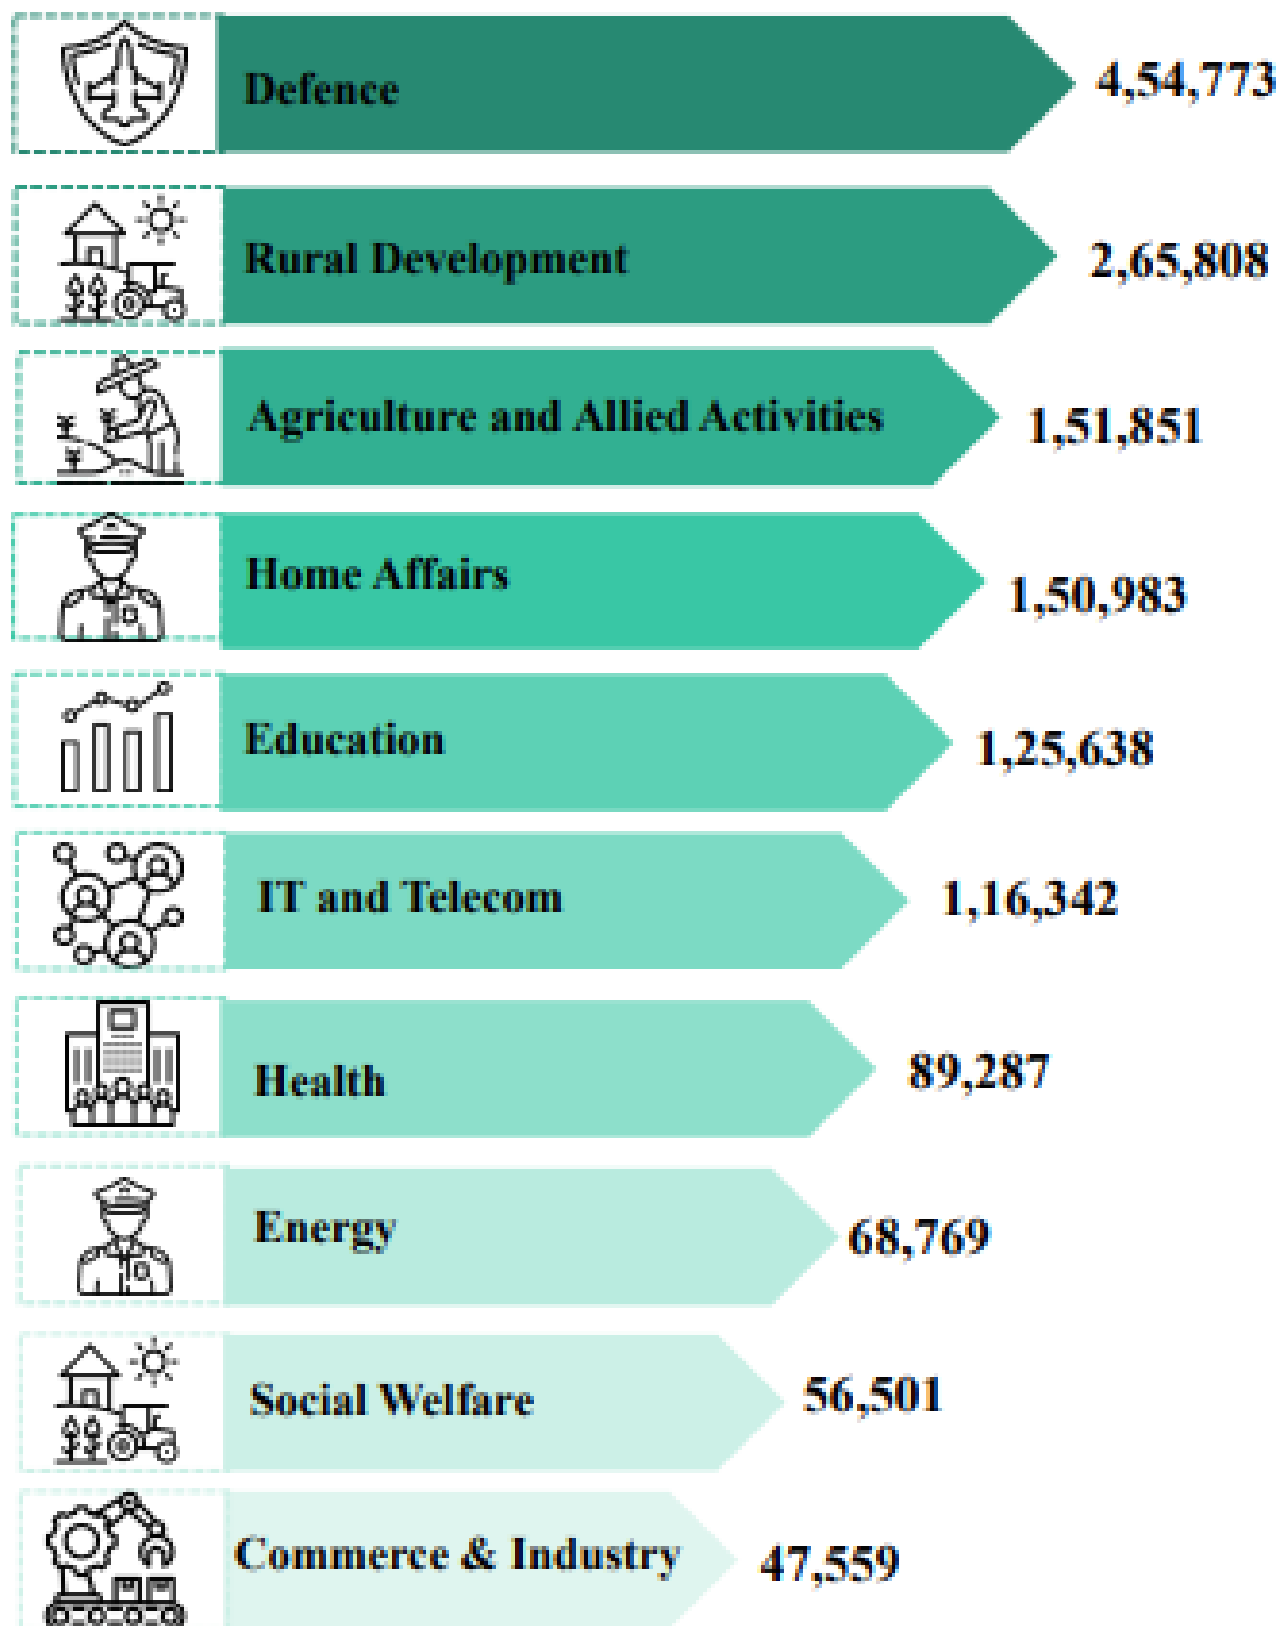 Defence 4,54,773
Rural Development 2,65,808
Agriculture and Allied Activities 1,51,851
Home Affairs 1,50,983
Education 1,25,638
IT and Telecom 1,16,342
Health 89,287
Energy 68,769
Social Welfare 56,501
Commerce & Industry 47,559